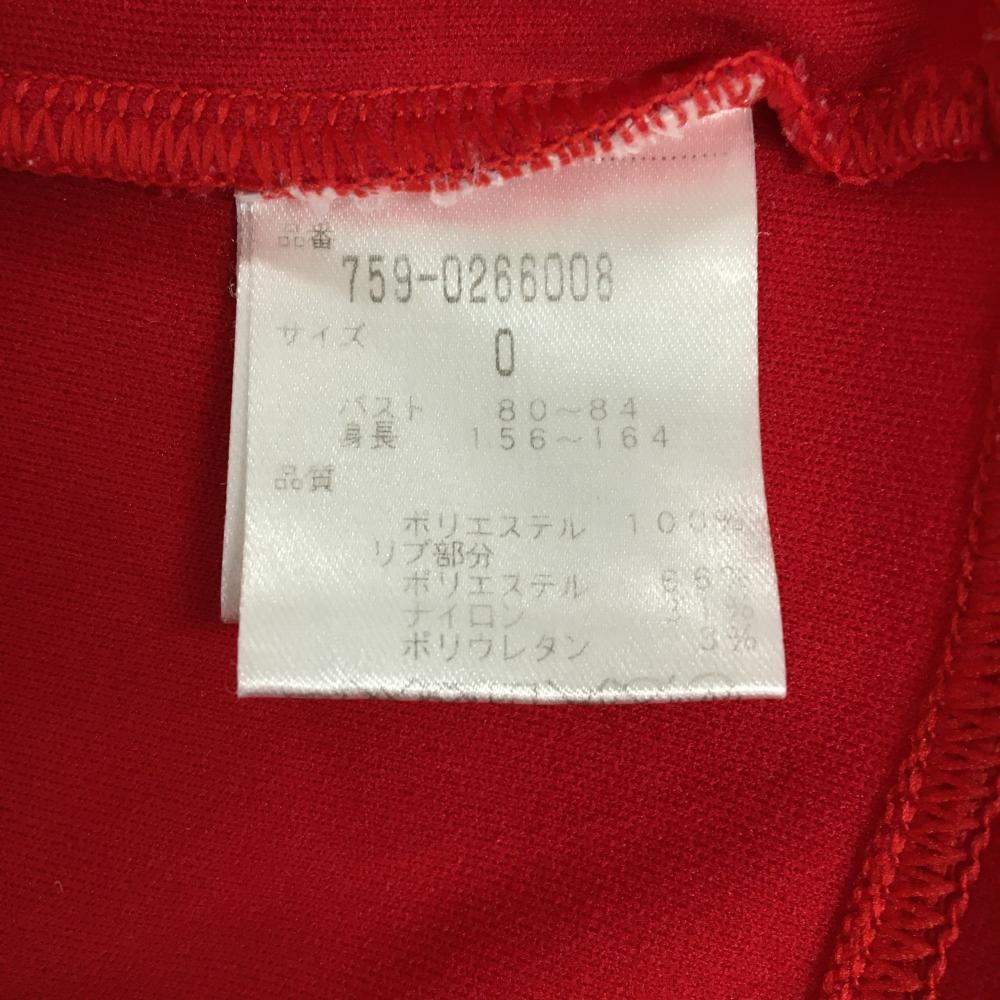 品番
759-0266008
サイズ
0
バスト 80~84
身長 156~164
品質
ポリエステル 100%
リブ部分
ポリエステル 66%
ナイロン 31%
ポリウレタン 3%